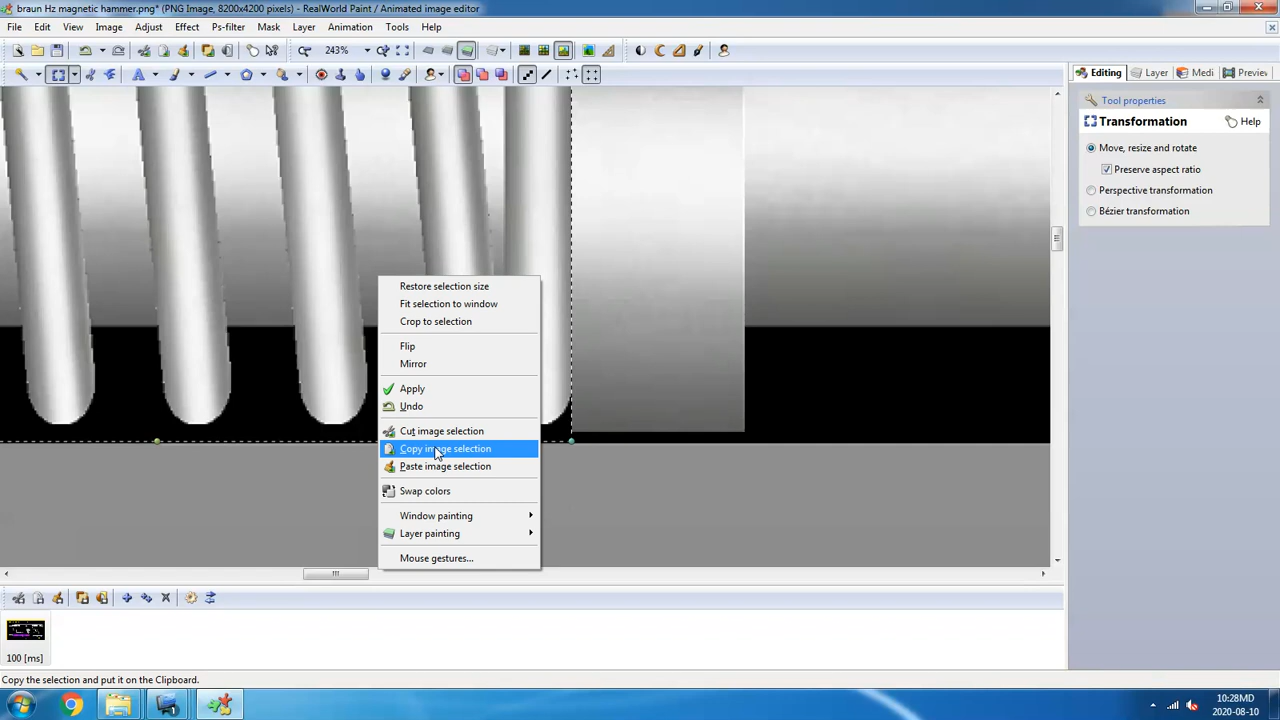 braun Hz magnetic hammer.png* (PNG Image, 8200x4200 pixels) - RealWorld Paint / Animated image editor
File Edit View Image Adjust Effect Ps-filter Mask Layer Animation Tools Help
243%
Editing Layer Medi Previe
Tool properties
Transformation Help
Move, resize and rotate
Preserve aspect ratio
Perspective transformation
Bézier transformation
Restore selection size
Fit selection to window
Crop to selection
Flip
Mirror
Apply
Undo
Cut image selection
Copy image selection
Paste image selection
Swap colors
Window painting
Layer painting
Mouse gestures...
100 [ms]
Copy the selection and put it on the Clipboard.
10:28MD
2020-08-10